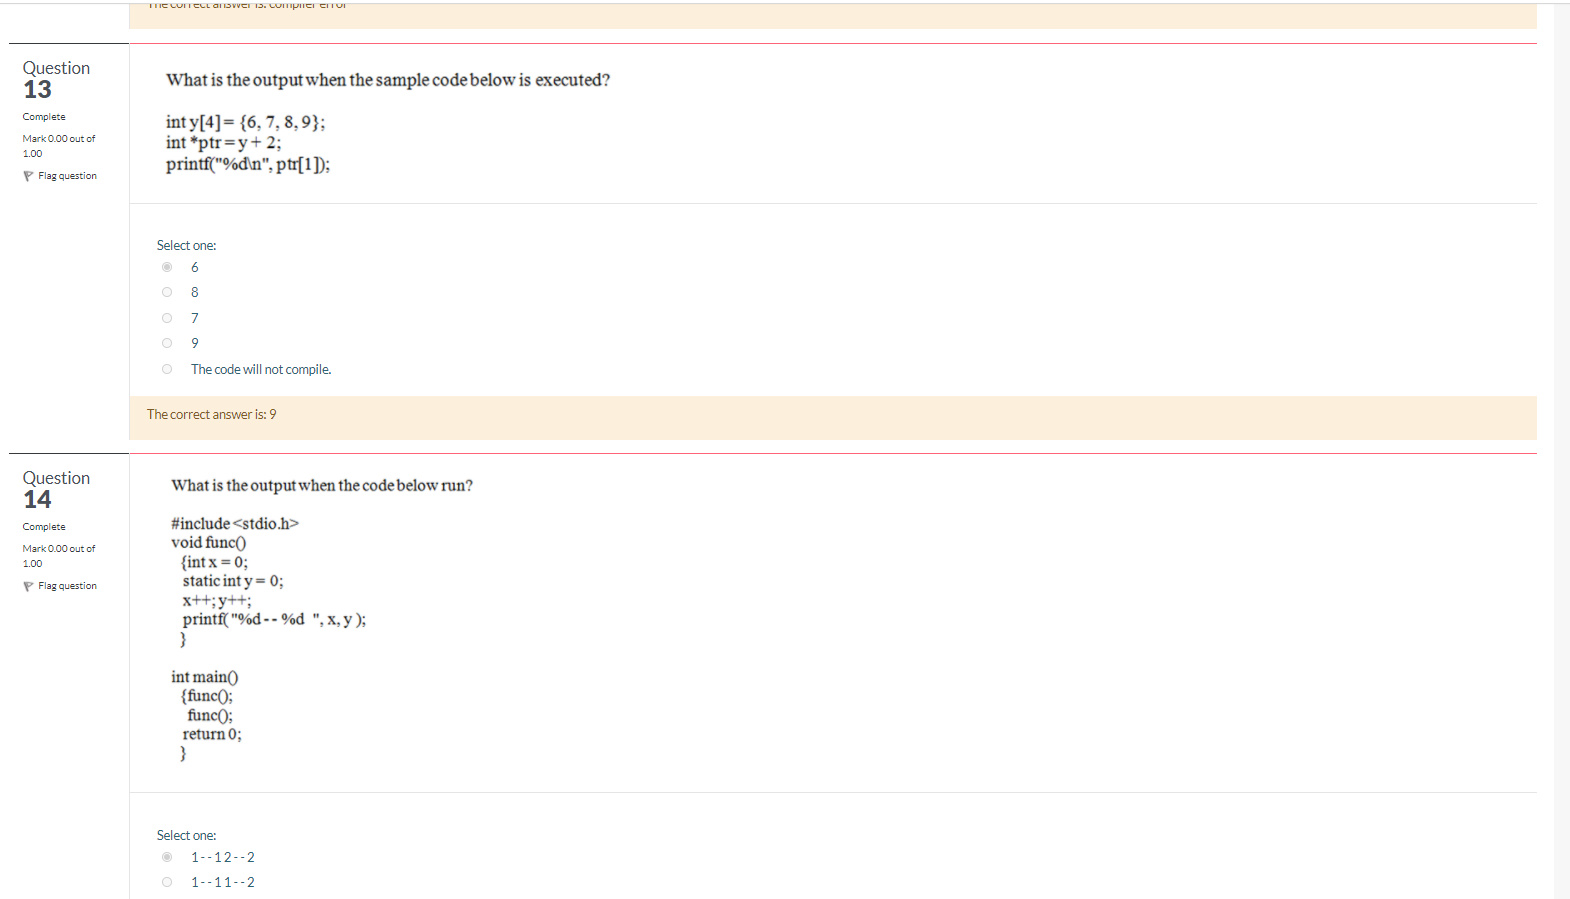 The correct answer is: compiler error
Question
13
Complete
Mark 0.00 out of
1.00
Flag question
What is the output when the sample code below is executed?
int y[4]= {6, 7, 8, 9};
int *ptr = y + 2;
printf("%d\n", ptr[1]);
Select one:
6
8
7
9
The code will not compile.
The correct answer is: 9
Question
14
Complete
Mark 0.00 out of
1.00
Flag question
What is the output when the code below run?
#include <stdio.h>
void func()
{int x = 0;
static int y = 0;
x++; y++;
printf( "%d -- %d  ", x, y );
}
int main()
{func();
func();
return 0;
}
Select one:
1--12--2
1--11--2